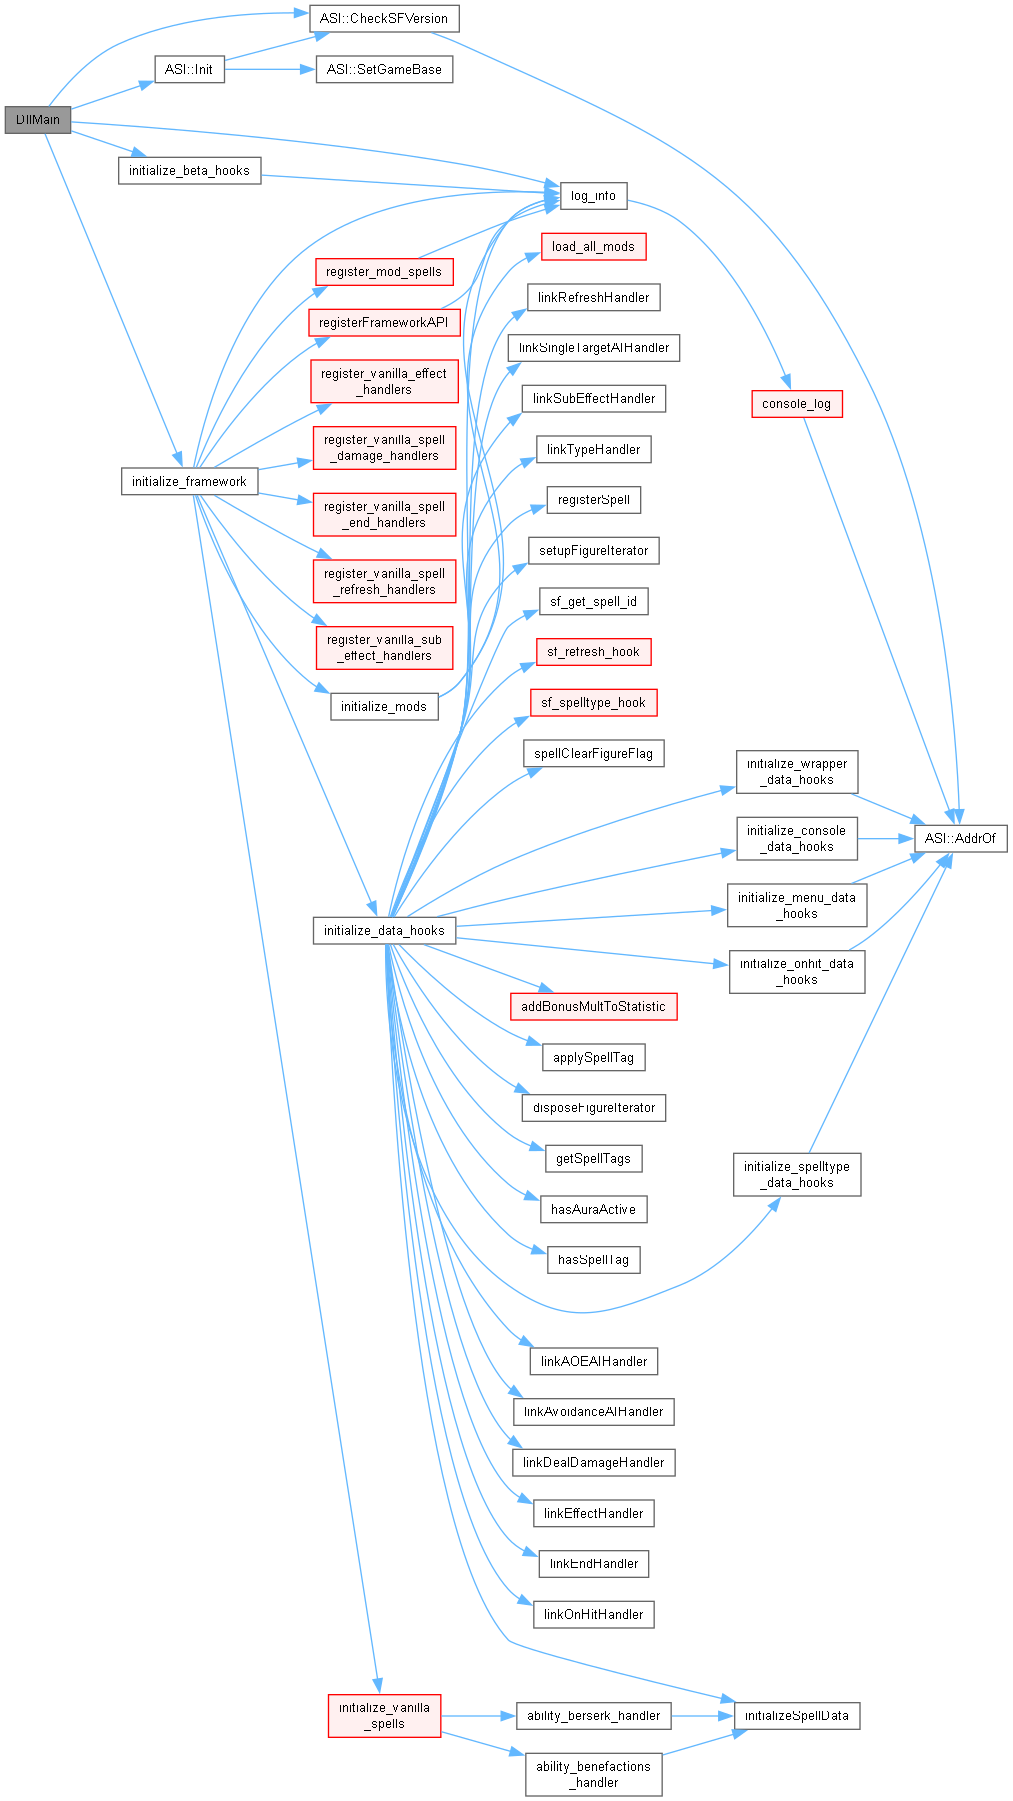 ASI::CheckSFVersion
ASI::Init
ASI::SetGameBase
DllMain
initialize_beta_hooks
log_info
load_all_mods
register_mod_spells
linkRefreshHandler
registerFrameworkAPI
linkSingleTargetAIHandler
register_vanilla_effect
_handlers
linkSubEffectHandler
console_log
register_vanilla_spell
_damage_handlers
linkTypeHandler
initialize_framework
registerSpell
register_vanilla_spell
_end_handlers
setupFigureIterator
register_vanilla_spell
_refresh_handlers
sf_get_spell_id
register_vanilla_sub
_effect_handlers
sf_refresh_hook
initialize_mods
sf_spelltype_hook
spellClearFigureFlag
initialize_wrapper
_data_hooks
initialize_console
_data_hooks
ASI::AddrOf
initialize_menu_data
_hooks
initialize_data_hooks
initialize_onhit_data
_hooks
addBonusMultToStatistic
applySpellTag
disposeFigureIterator
getSpellTags
initialize_spelltype
_data_hooks
hasAuraActive
hasSpellTag
linkAOEAIHandler
linkAvoidanceAIHandler
linkDealDamageHandler
linkEffectHandler
linkEndHandler
linkOnHitHandler
initialize_vanilla
_spells
ability_berserk_handler
initializeSpellData
ability_benefactions
_handler